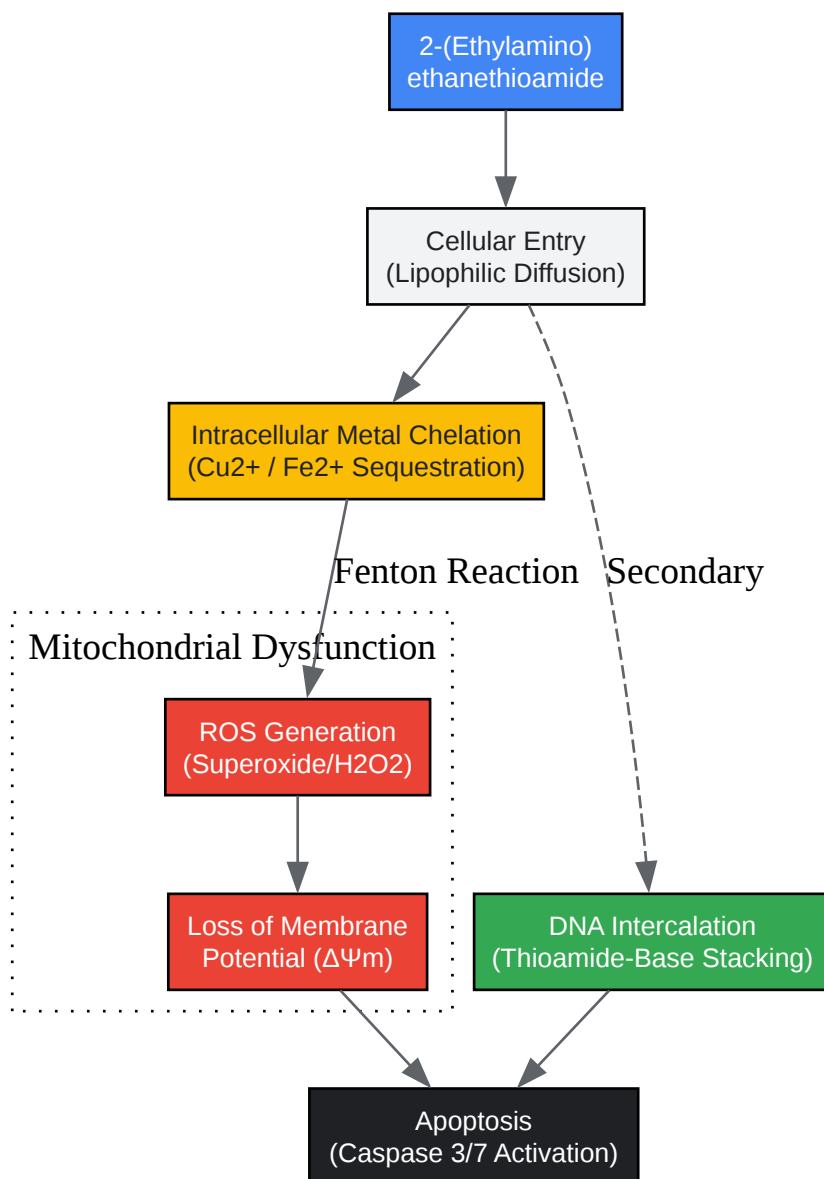 2-(Ethylamino)
ethanethioamide
Cellular Entry
(Lipophilic Diffusion)
Intracellular Metal Chelation
(Cu2+ / Fe2+ Sequestration)
Fenton Reaction
Secondary
Mitochondrial Dysfunction
ROS Generation
(Superoxide/H2O2)
Loss of Membrane
Potential (ΔΨm)
DNA Intercalation
(Thioamide-Base Stacking)
Apoptosis
(Caspase 3/7 Activation)